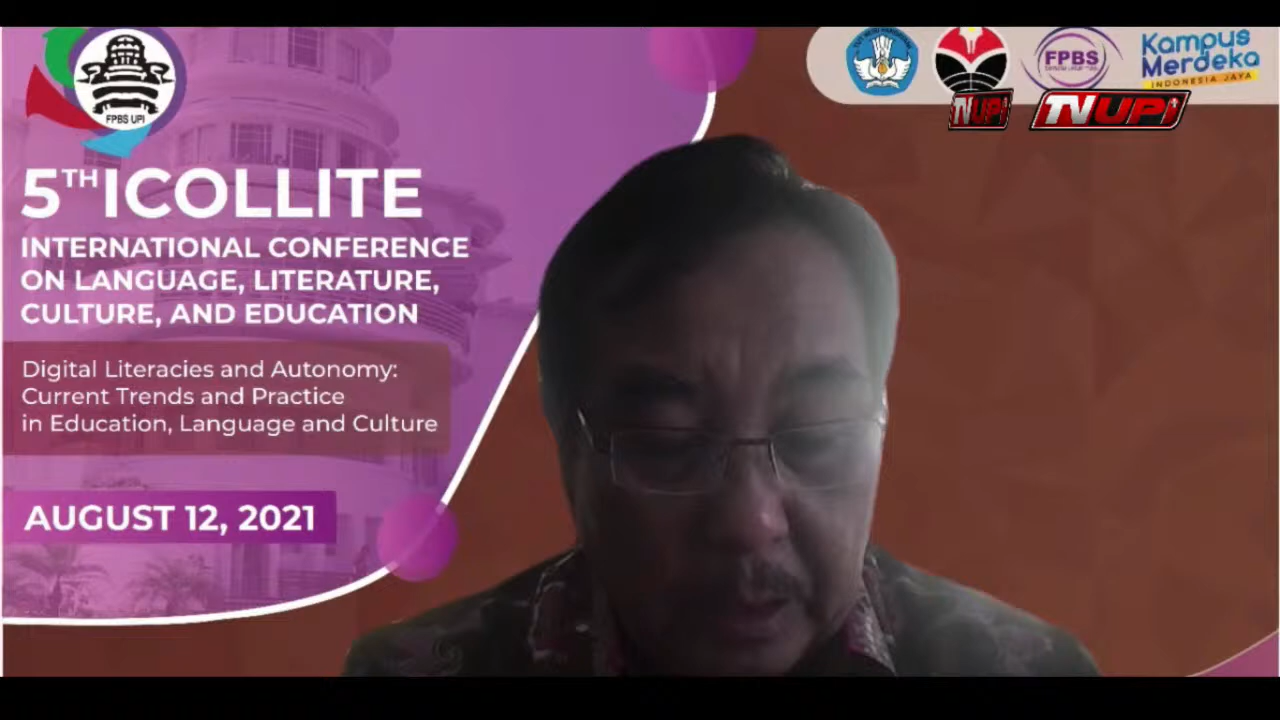 FPBS UPI
5TH ICOLLITE
INTERNATIONAL CONFERENCE
ON LANGUAGE, LITERATURE,
CULTURE, AND EDUCATION
Digital Literacies and Autonomy:
Current Trends and Practice
in Education, Language and Culture
AUGUST 12, 2021
FPBS
Kampus
Merdeka
INDONESIA JAYA
TVUPI
TVUPI